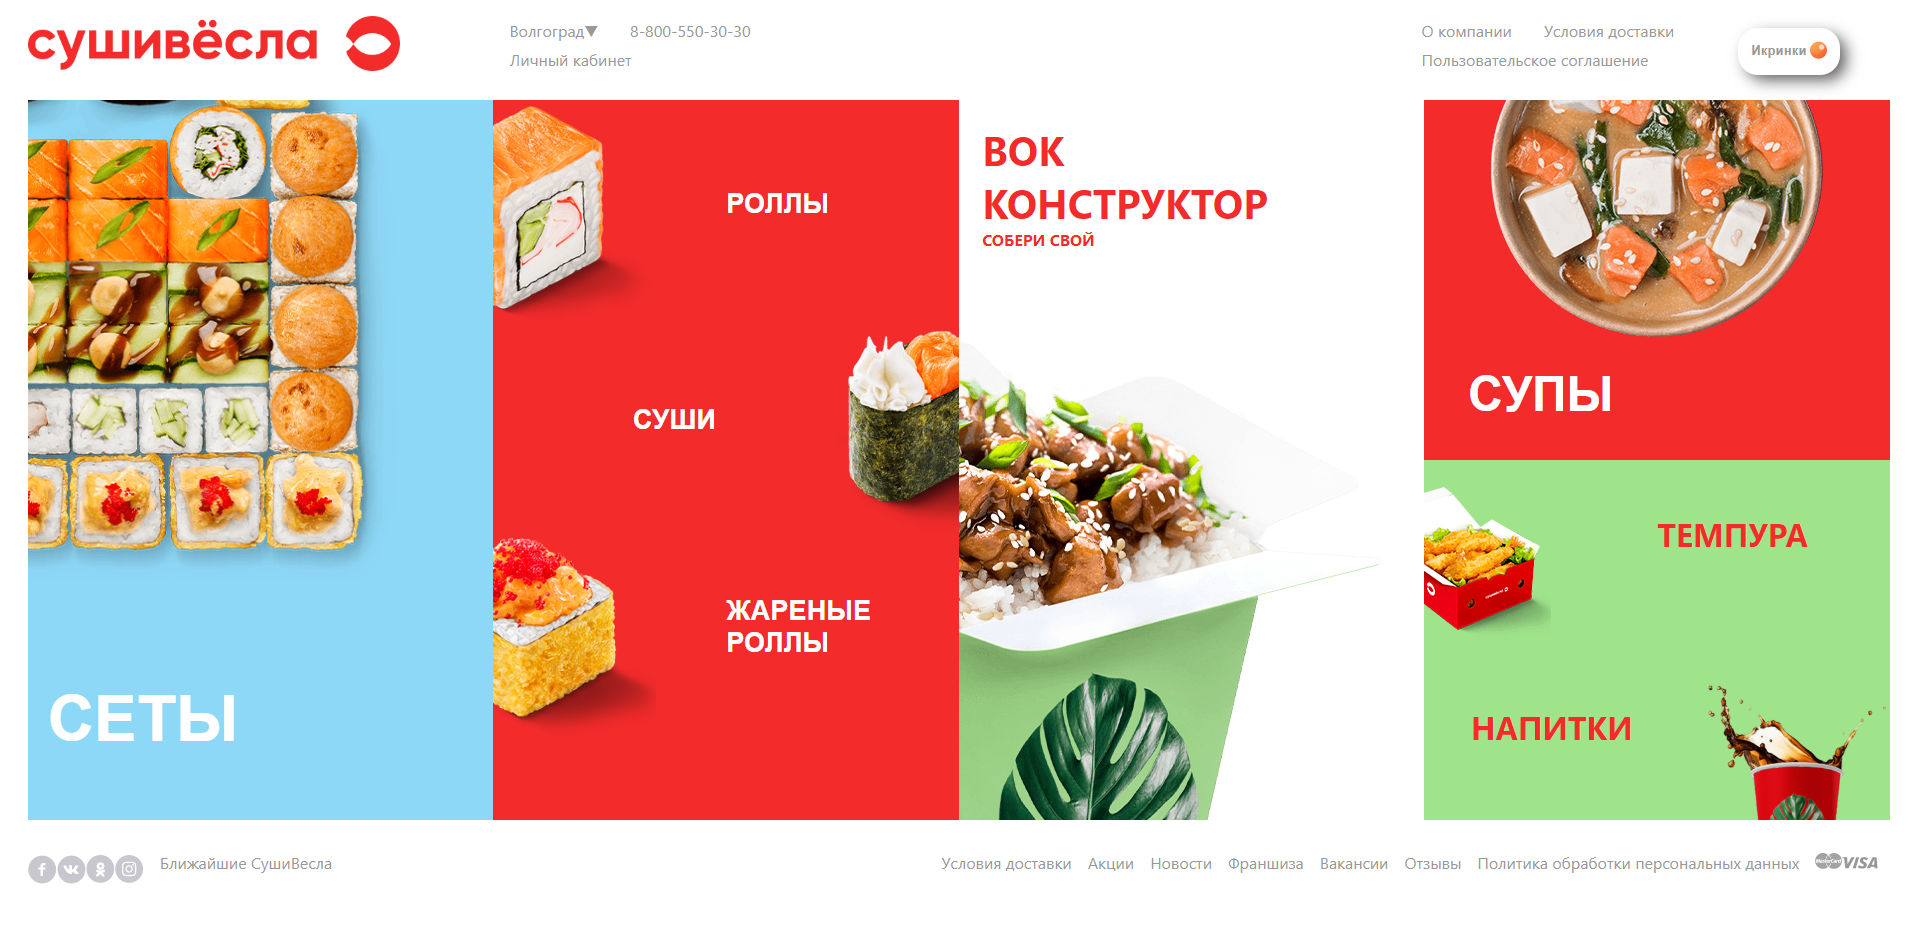 сушивёсла
Волгоград▼ 8-800-550-30-30
Личный кабинет
О компании Условия доставки
Пользовательское соглашение
Икринки
РОЛЛЫ
СУШИ
ЖАРЕНЫЕ
РОЛЛЫ
СЕТЫ
ВОК
КОНСТРУКТОР
СОБЕРИ СВОЙ
СУПЫ
ТЕМПУРА
НАПИТКИ
Ближайшие СушиВесла
Условия доставки Акции Новости Франшиза Вакансии Отзывы Политика обработки персональных данных MasterCard VISA